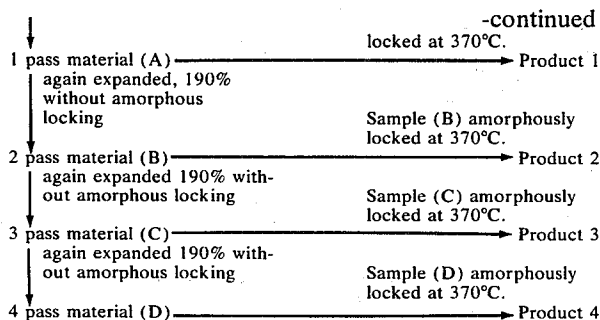 -continued
locked at 370°C.
1 pass material (A) Product 1
again expanded, 190%
without amorphous
locking
Sample (B) amorphously
locked at 370°C.
2 pass material (B) Product 2
again expanded 190% with-
out amorphous locking
Sample (C) amorphously
locked at 370°C.
3 pass material (C) Product 3
again expanded 190% with-
out amorphous locking
Sample (D) amorphously
locked at 370°C.
4 pass material (D) Product 4